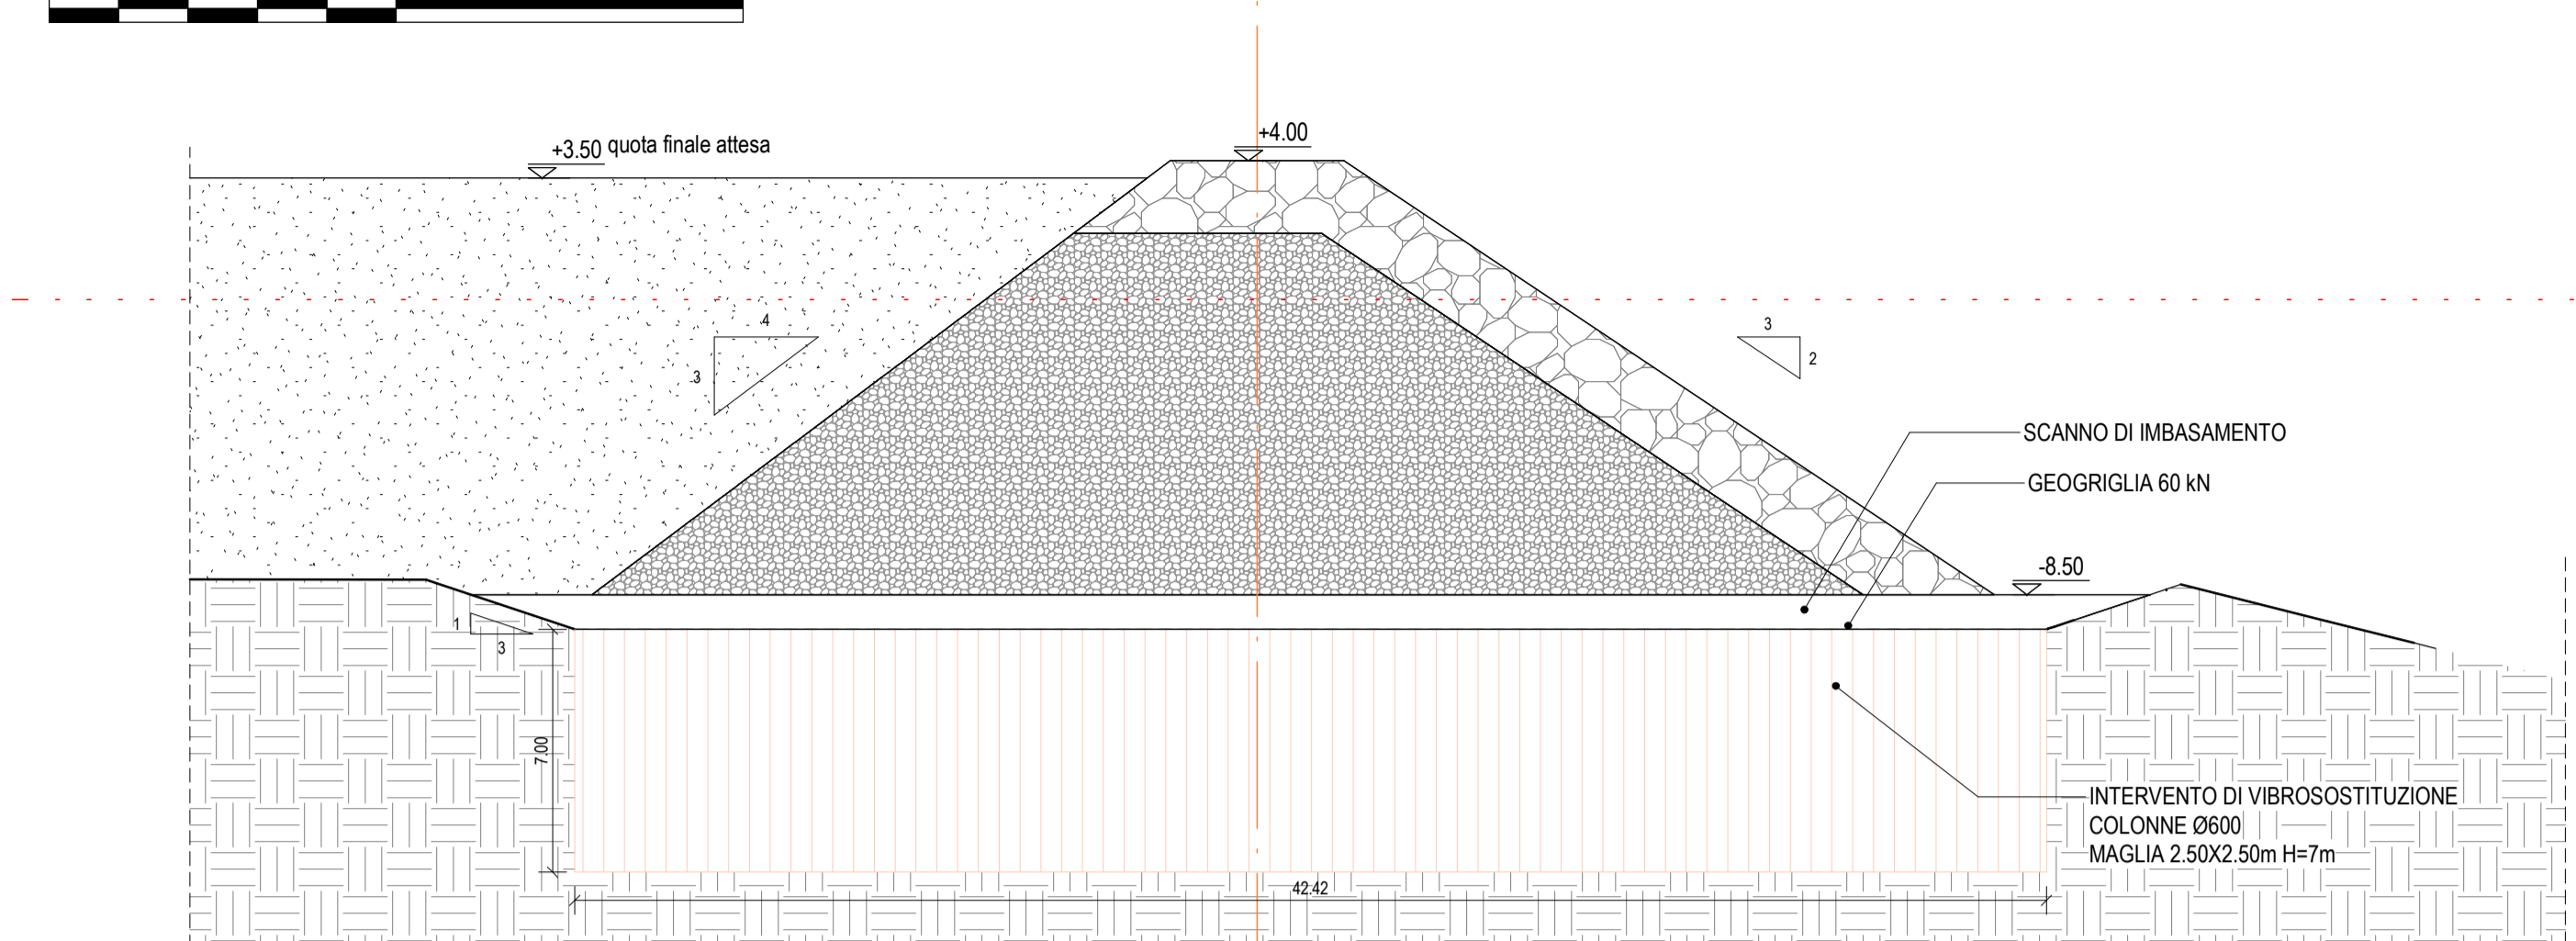 +3.50 quota finale attesa
+4.00
4
3
3
2
SCANNO DI IMBASAMENTO
GEOGRIGLIA 60 kN
-8.50
1
3
7.00
INTERVENTO DI VIBROSOSTITUZIONE
COLONNE Ø600
MAGLIA 2.50X2.50m H=7m
42.42